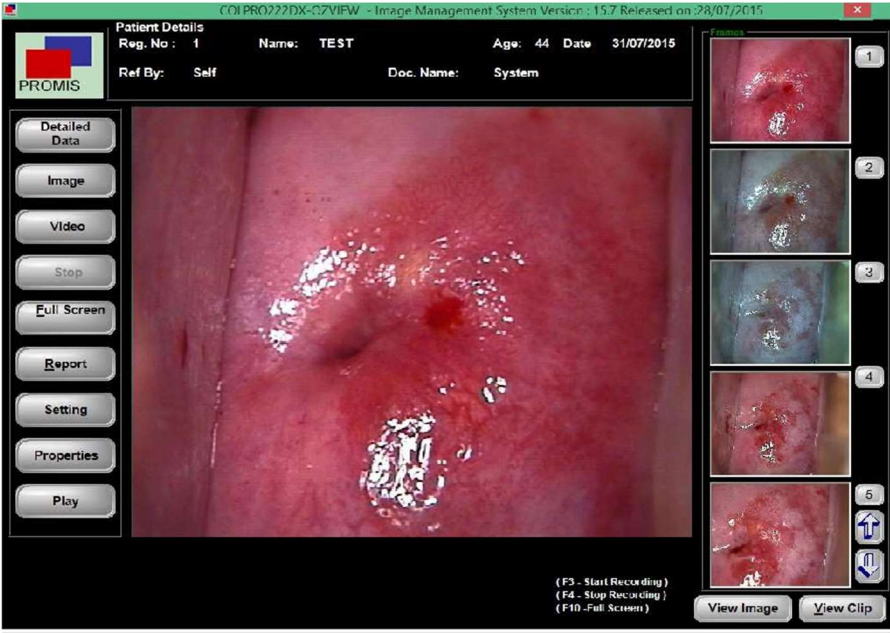 COLPRO222DX-OZVIEW - Image Management System Version : 15.7 Released on :28/07/2015
Patient Details
Reg. No : 1 Name: TEST Age: 44 Date 31/07/2015
Ref By: Self Doc. Name: System
PROMIS
Detailed
Data
Image
Video
Stop
Full Screen
Report
Setting
Properties
Play
Frames
1
2
3
4
5
( F3 - Start Recording )
( F4 - Stop Recording )
( F10 -Full Screen )
View Image
View Clip